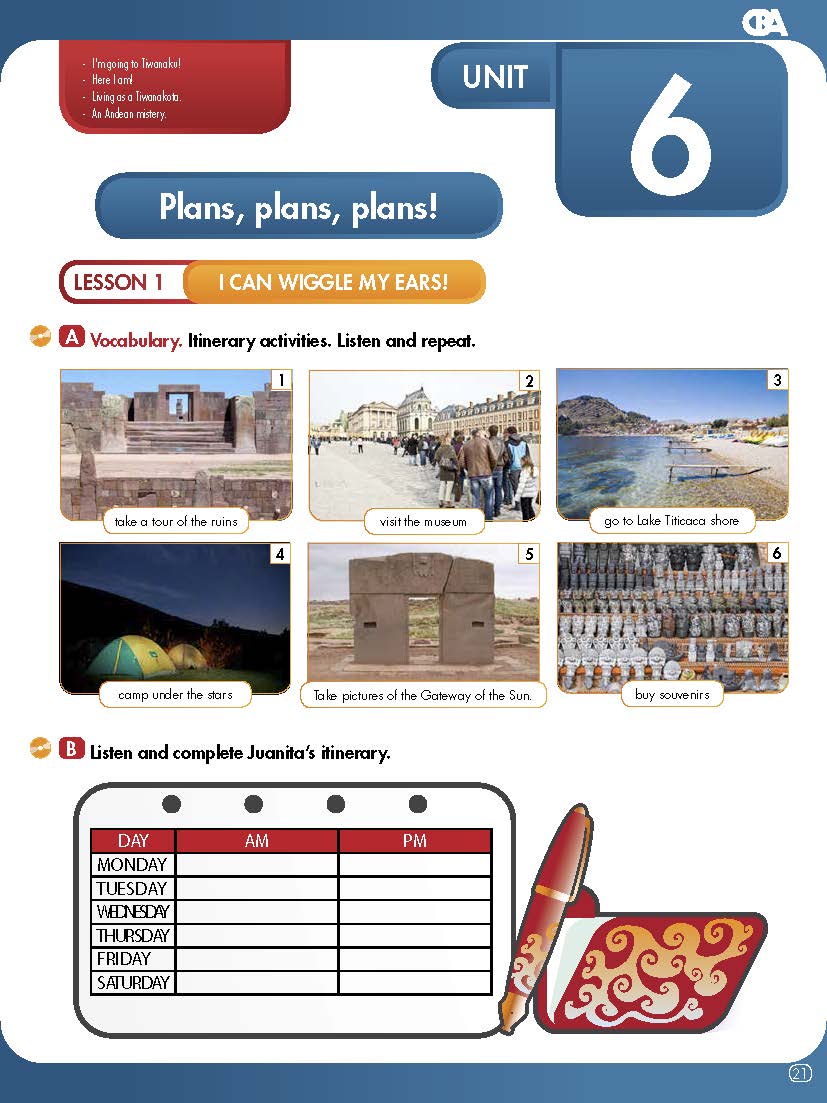 CBA
- I'm going to Tiwanaku!
- Here I am!
- Living as a Tiwanakota.
- An Andean mistery.
UNIT
6
Plans, plans, plans!
LESSON 1
I CAN WIGGLE MY EARS!
A Vocabulary. Itinerary activities. Listen and repeat.
1
take a tour of the ruins
2
visit the museum
3
go to Lake Titicaca shore
4
camp under the stars
5
Take pictures of the Gateway of the Sun.
6
buy souvenirs
B Listen and complete Juanita's itinerary.
DAY AM PM
MONDAY
TUESDAY
WEDNESDAY
THURSDAY
FRIDAY
SATURDAY
21